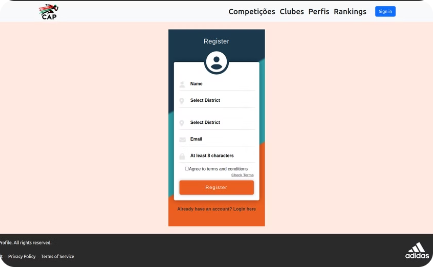 CAP
Competições Clubes Perfis Rankings
Sign in
Register
Name
Select District
Select District
Email
At least 8 characters
Agree to terms and conditions
Register
Already have an account? Login here
Profile. All rights reserved.
Privacy Policy Terms of Service
adidas